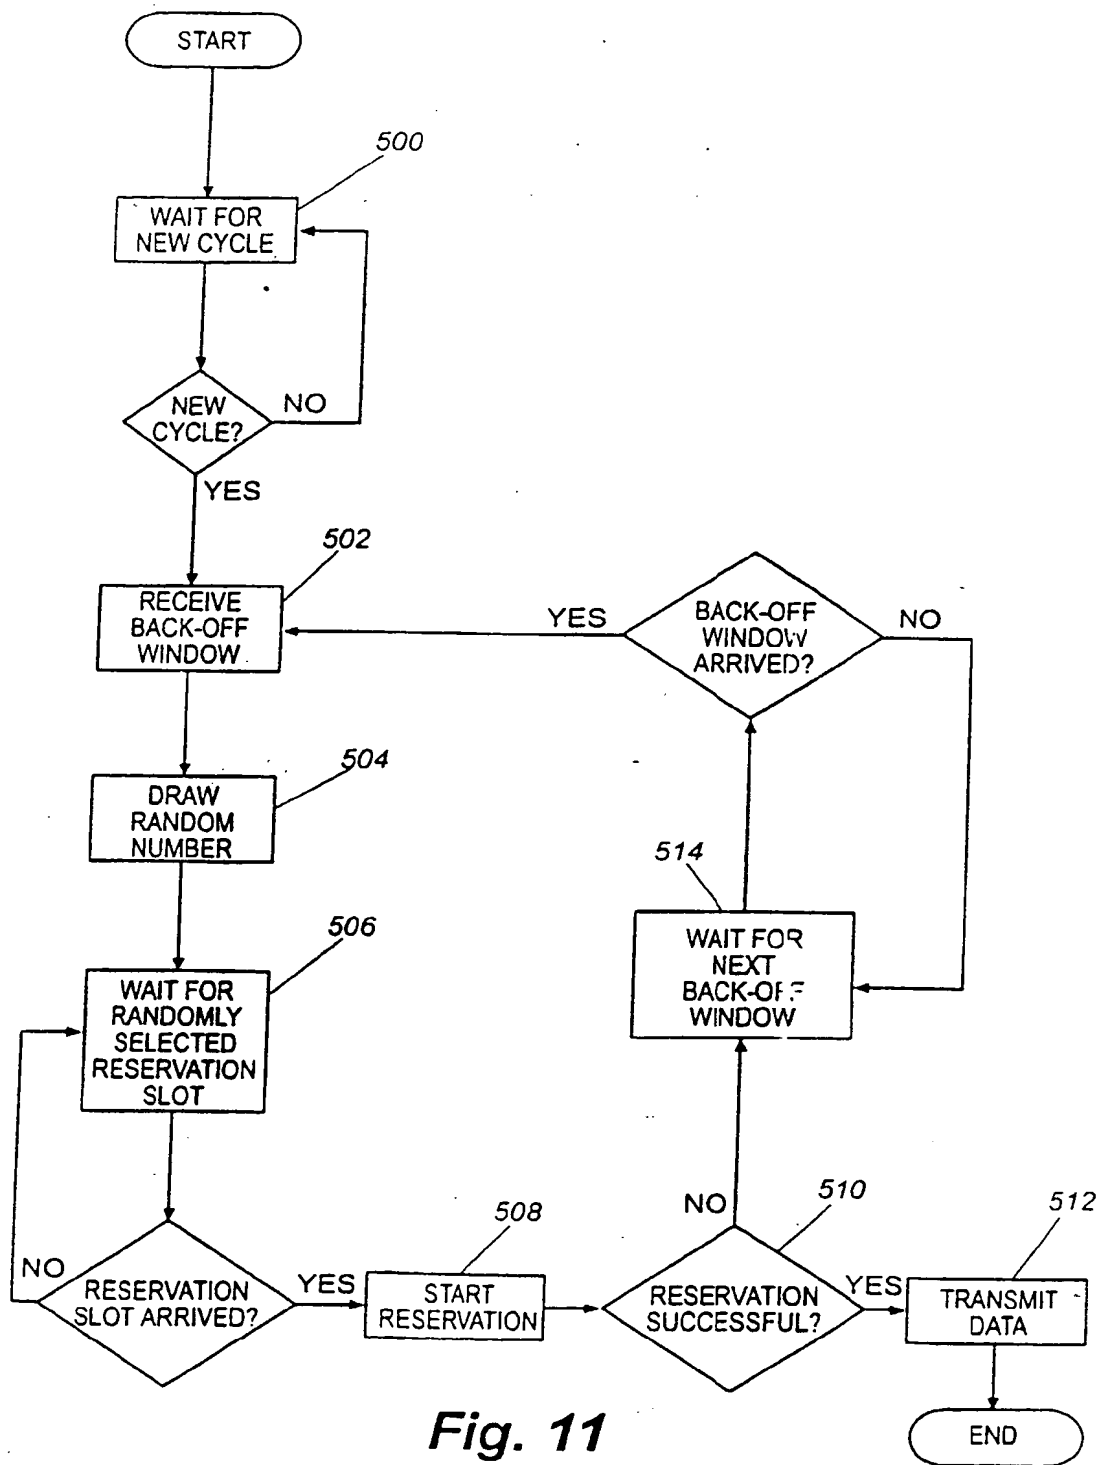 START
500
WAIT FOR
NEW CYCLE
NEW
CYCLE?
NO
YES
502
RECEIVE
BACK-OFF
WINDOW
YES
BACK-OFF
WINDOW
ARRIVED?
NO
504
DRAW
RANDOM
NUMBER
514
WAIT FOR
NEXT
BACK-OFF
WINDOW
506
WAIT FOR
RANDOMLY
SELECTED
RESERVATION
SLOT
NO
RESERVATION
SLOT ARRIVED?
YES
508
START
RESERVATION
NO
510
RESERVATION
SUCCESSFUL?
YES
512
TRANSMIT
DATA
END
Fig. 11